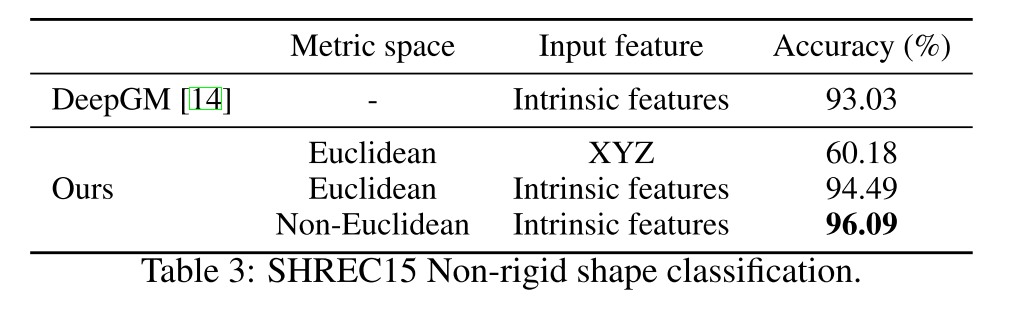 Metric space Input feature Accuracy (%)
DeepGM [14] - Intrinsic features 93.03
Euclidean XYZ 60.18
Ours Euclidean Intrinsic features 94.49
Non-Euclidean Intrinsic features 96.09
Table 3: SHREC15 Non-rigid shape classification.